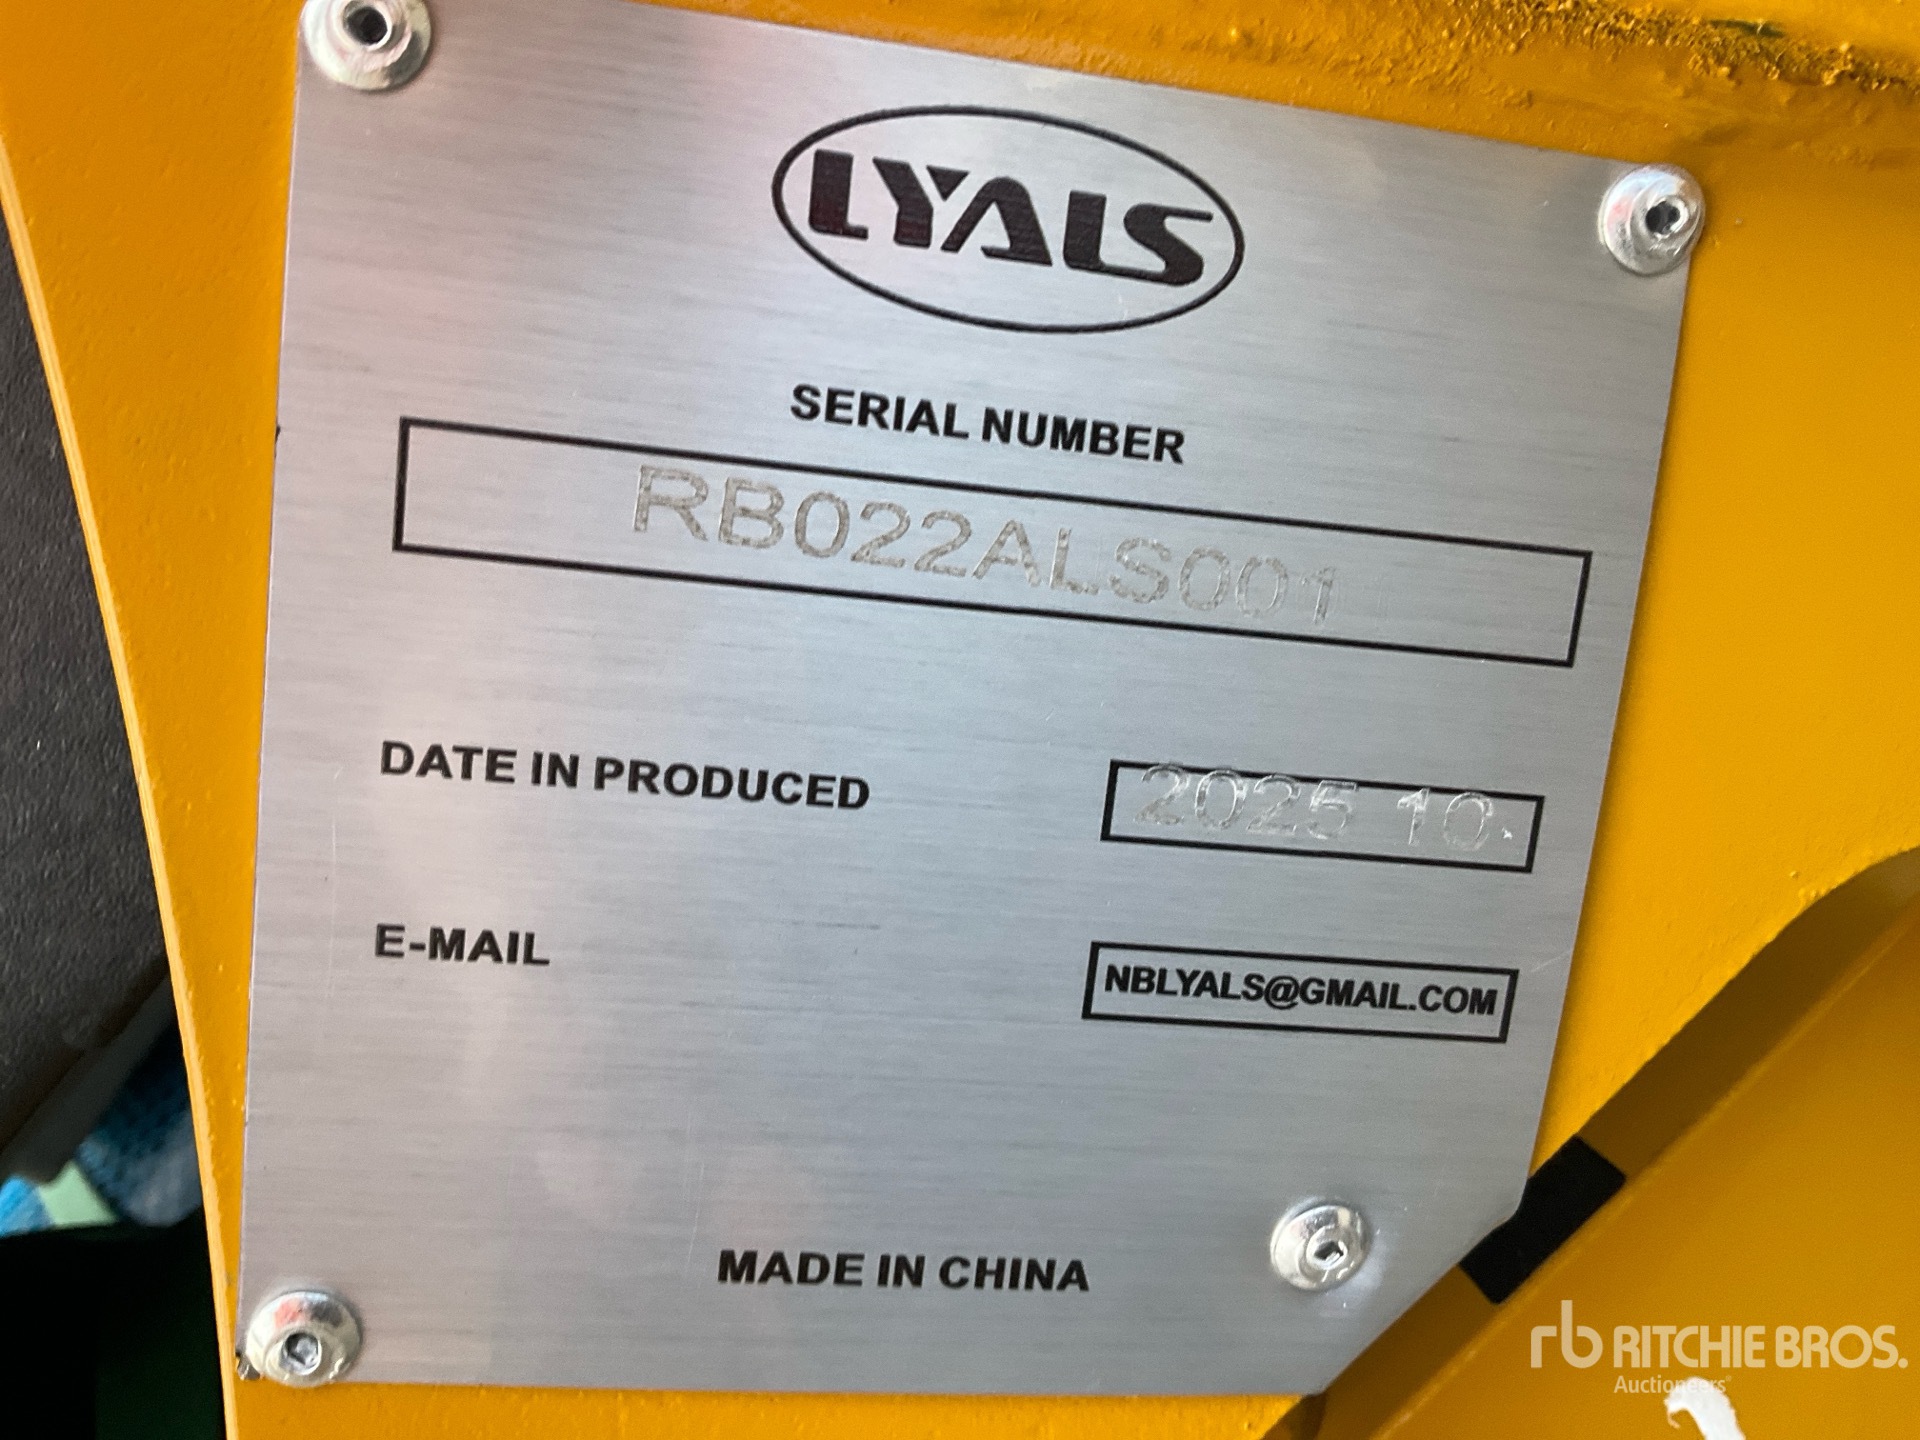 LYALS
SERIAL NUMBER
RB022ALS001
DATE IN PRODUCED
2025 10
E-MAIL
NBLYALS@GMAIL.COM
MADE IN CHINA
rb RITCHIE BROS.
Auctioneers